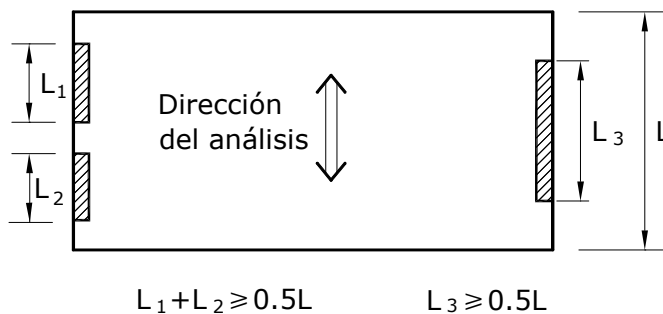 L₁
L₂
Dirección
del análisis
L₃
L
L₁+L₂ ≥ 0.5L
L₃ ≥ 0.5L